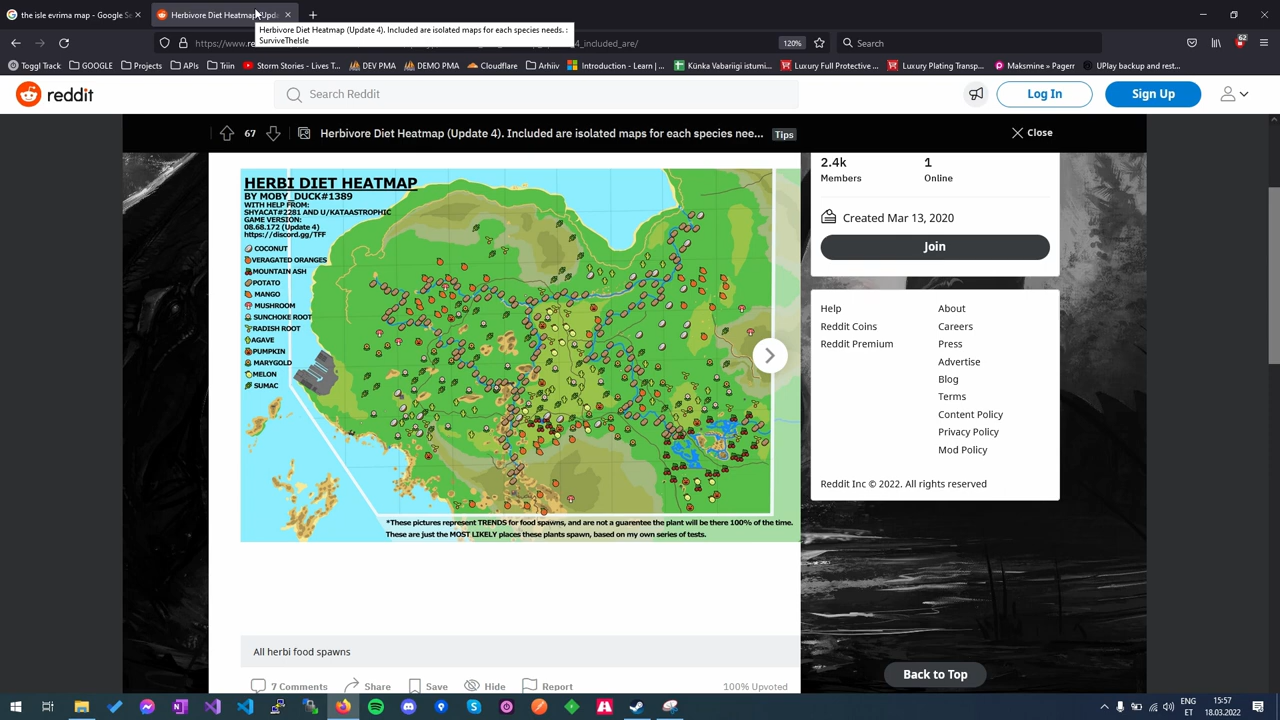 the isle evrima map - Google Se
Herbivore Diet Heatmap (Upda
Herbivore Diet Heatmap (Update 4). Included are isolated maps for each species needs. :
SurviveTheIsle
https://www.re
4_included_are/
120%
Search
62
Toggl Track
GOOGLE
Projects
APIs
Triin
Storm Stories - Lives T...
DEV PMA
DEMO PMA
Cloudflare
Arhiiv
Introduction - Learn | ...
Künka Vabariigi istumi...
Luxury Full Protective ...
Luxury Plating Transp...
Maksmine » Pagerr
UPlay backup and rest...
reddit
Search Reddit
Log In
Sign Up
67
Herbivore Diet Heatmap (Update 4). Included are isolated maps for each species nee...
Tips
Close
HERBI DIET HEATMAP
BY MOBY_DUCK#1389
WITH HELP FROM:
SHYACAT#2281 AND U/KATAASTROPHIC
GAME VERSION:
08.68.172 (Update 4)
https://discord.gg/TFF
COCONUT
VERAGATED ORANGES
MOUNTAIN ASH
POTATO
MANGO
MUSHROOM
SUNCHOKE ROOT
RADISH ROOT
AGAVE
PUMPKIN
MARYGOLD
MELON
SUMAC
*These pictures represent TRENDS for food spawns, and are not a guarentee the plant will be there 100% of the time.
These are just the MOST LIKELY places these plants spawn, based on my own series of tests.
All herbi food spawns
7 Comments
Share
Save
Hide
Report
100% Upvoted
2.4k
1
Members
Online
Created Mar 13, 2020
Join
Help
About
Reddit Coins
Careers
Reddit Premium
Press
Advertise
Blog
Terms
Content Policy
Privacy Policy
Mod Policy
Reddit Inc © 2022. All rights reserved
Back to Top
ENG
ET
15:57
18.03.2022